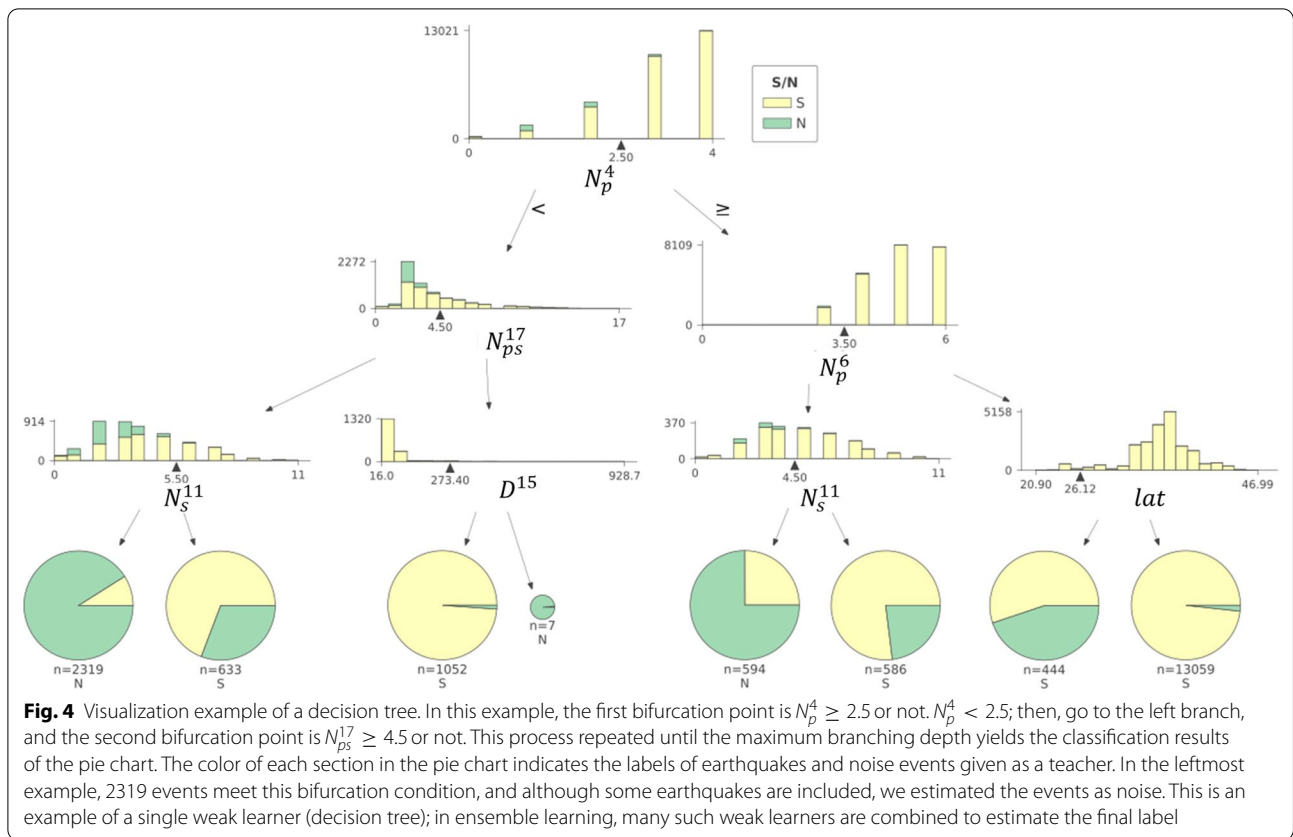 13021
0
0
2.50
4
N_p^4
S/N
S
N
<
≥
2272
0
0
4.50
17
N_ps^17
8109
0
0
3.50
6
N_p^6
914
0
0
5.50
11
N_s^11
1320
0
16.0
273.40
928.7
D^15
370
0
0
4.50
11
N_s^11
5158
0
20.90
26.12
46.99
lat
n=2319
N
n=633
S
n=1052
S
n=7
N
n=594
N
n=586
S
n=444
S
n=13059
S
Fig. 4 Visualization example of a decision tree. In this example, the first bifurcation point is N_p^4 ≥ 2.5 or not. N_p^4 < 2.5; then, go to the left branch,
and the second bifurcation point is N_ps^17 ≥ 4.5 or not. This process repeated until the maximum branching depth yields the classification results
of the pie chart. The color of each section in the pie chart indicates the labels of earthquakes and noise events given as a teacher. In the leftmost
example, 2319 events meet this bifurcation condition, and although some earthquakes are included, we estimated the events as noise. This is an
example of a single weak learner (decision tree); in ensemble learning, many such weak learners are combined to estimate the final label